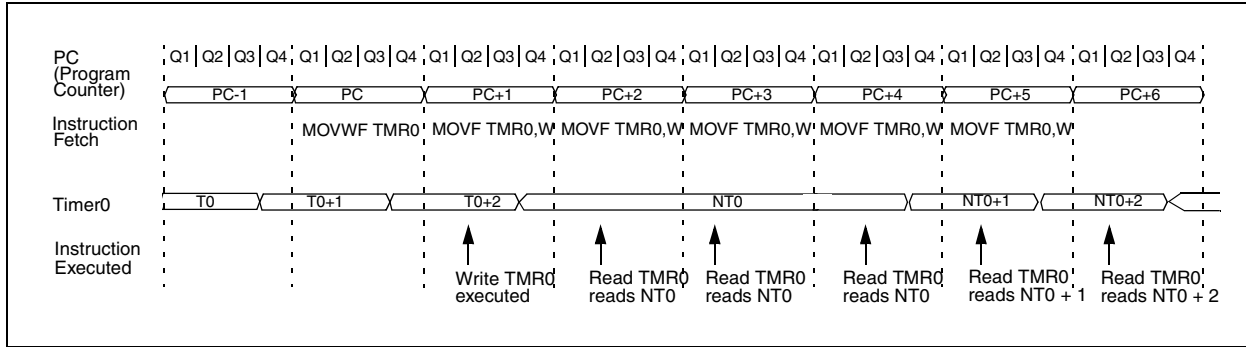 PC
(Program
Counter)
Q1 Q2 Q3 Q4 Q1 Q2 Q3 Q4 Q1 Q2 Q3 Q4 Q1 Q2 Q3 Q4 Q1 Q2 Q3 Q4 Q1 Q2 Q3 Q4 Q1 Q2 Q3 Q4 Q1 Q2 Q3 Q4
PC-1 PC PC+1 PC+2 PC+3 PC+4 PC+5 PC+6
Instruction
Fetch
MOVWF TMR0 MOVF TMR0,W MOVF TMR0,W MOVF TMR0,W MOVF TMR0,W MOVF TMR0,W
Timer0
T0 T0+1 T0+2 NT0 NT0+1 NT0+2
Instruction
Executed
Write TMR0
executed
Read TMR0
reads NT0
Read TMR0
reads NT0
Read TMR0
reads NT0
Read TMR0
reads NT0 + 1
Read TMR0
reads NT0 + 2